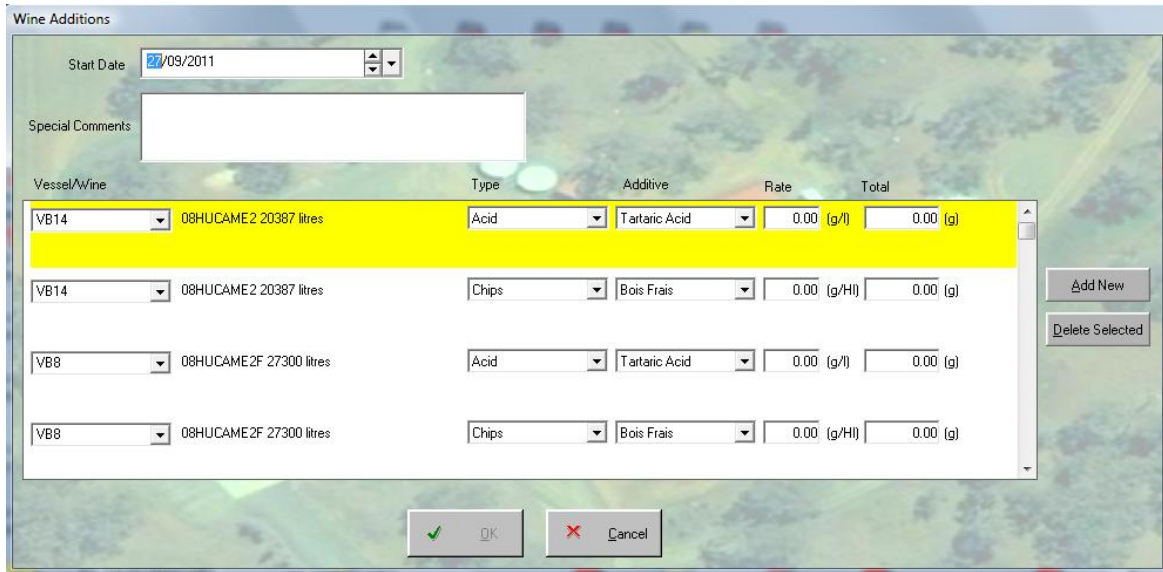 Wine Additions
Start Date 27/09/2011
Special Comments
Vessel/Wine Type Additive Rate Total
VB14 08HUCAME2 20387 litres Acid Tartaric Acid 0.00 (g/l) 0.00 (g)
VB14 08HUCAME2 20387 litres Chips Bois Frais 0.00 (g/Hl) 0.00 (g)
Add New
Delete Selected
VB8 08HUCAME2F 27300 litres Acid Tartaric Acid 0.00 (g/l) 0.00 (g)
VB8 08HUCAME2F 27300 litres Chips Bois Frais 0.00 (g/Hl) 0.00 (g)
OK Cancel